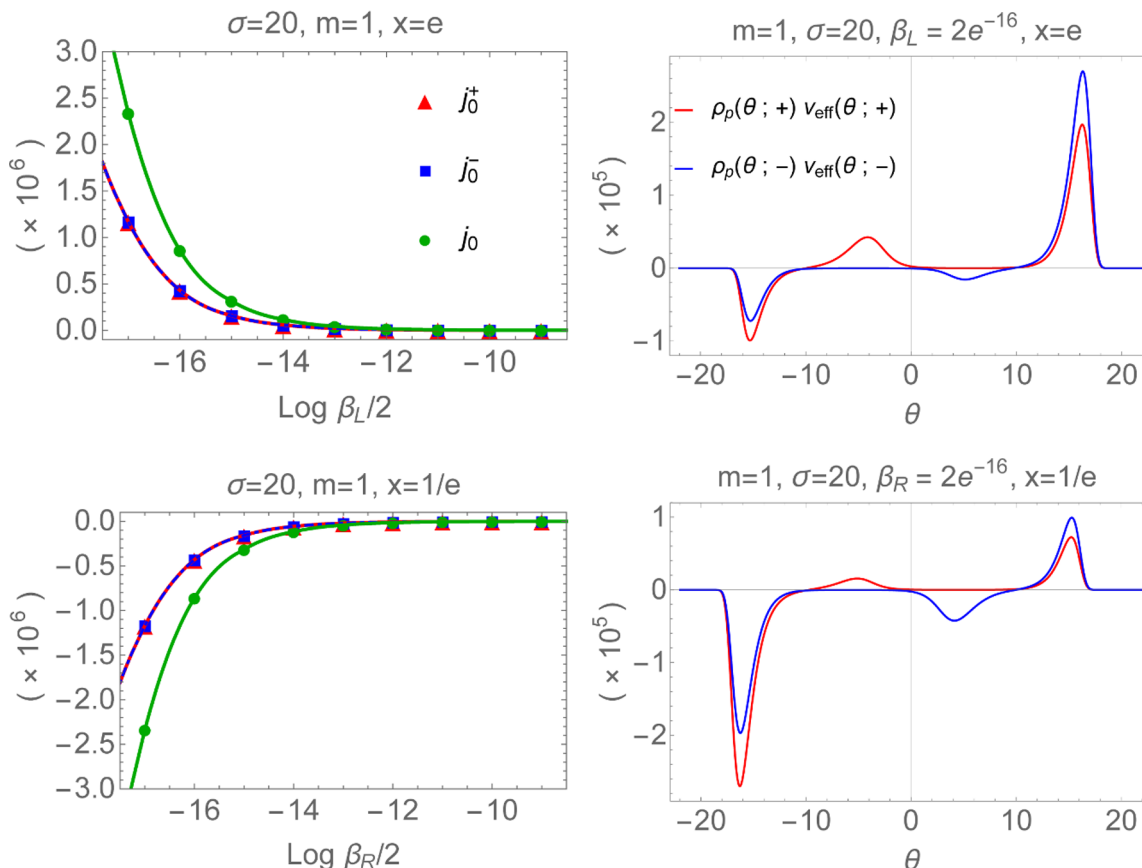 σ=20, m=1, x=e
3.0
2.5
2.0
1.5
1.0
0.5
0.0
( × 10⁶ )
j₀⁺
j₀⁻
j₀
−16 −14 −12 −10
Log β_L/2
m=1, σ=20, β_L = 2e⁻¹⁶, x=e
2
1
0
−1
( × 10⁵ )
ρₚ(θ ; +) v_eff(θ ; +)
ρₚ(θ ; −) v_eff(θ ; −)
−20 −10 0 10 20
θ
σ=20, m=1, x=1/e
0.0
−0.5
−1.0
−1.5
−2.0
−2.5
−3.0
( × 10⁶ )
−16 −14 −12 −10
Log β_R/2
m=1, σ=20, β_R = 2e⁻¹⁶, x=1/e
1
0
−1
−2
( × 10⁵ )
−20 −10 0 10 20
θ